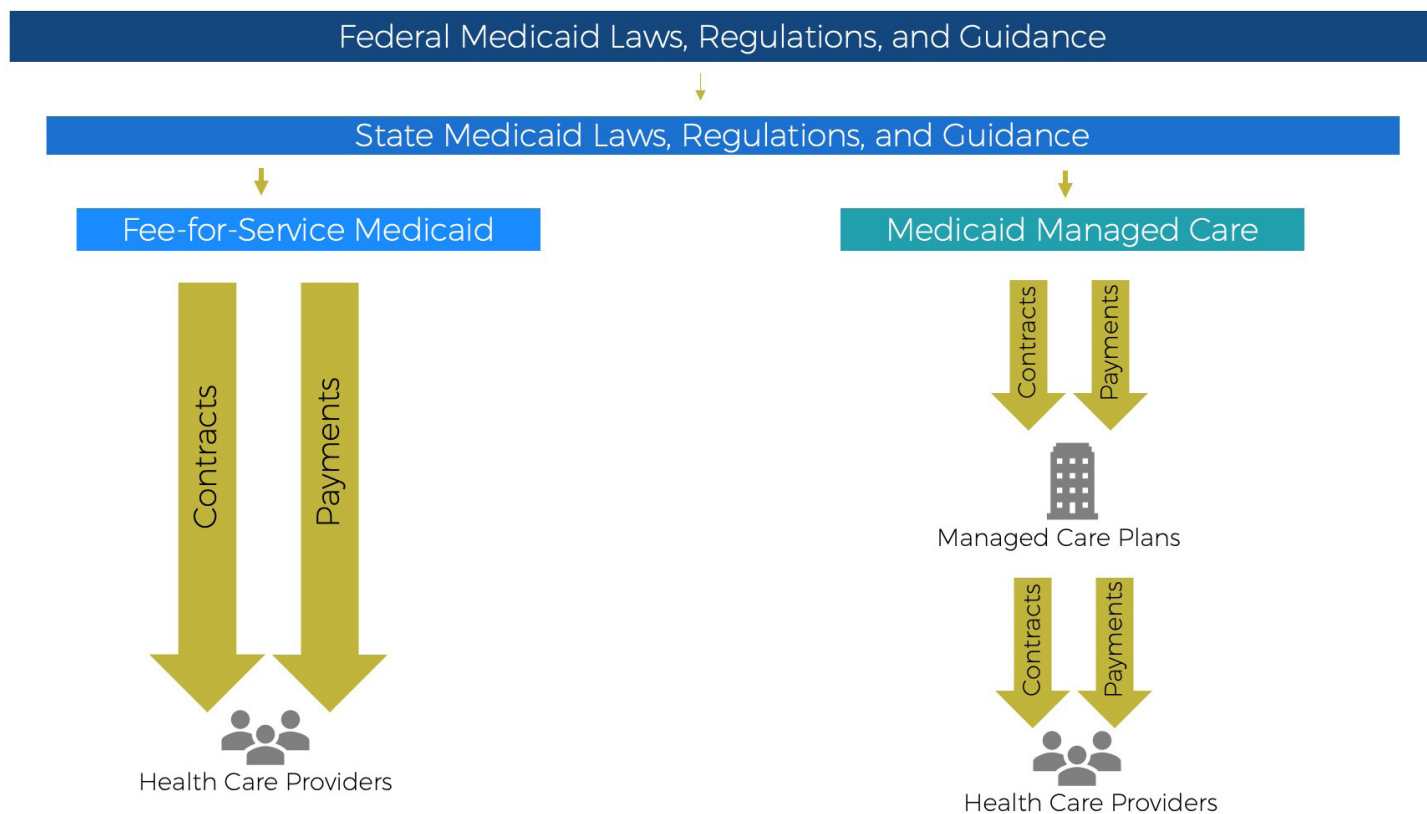 Federal Medicaid Laws, Regulations, and Guidance
State Medicaid Laws, Regulations, and Guidance
Fee-for-Service Medicaid
Contracts
Payments
Health Care Providers
Medicaid Managed Care
Contracts
Payments
Managed Care Plans
Contracts
Payments
Health Care Providers